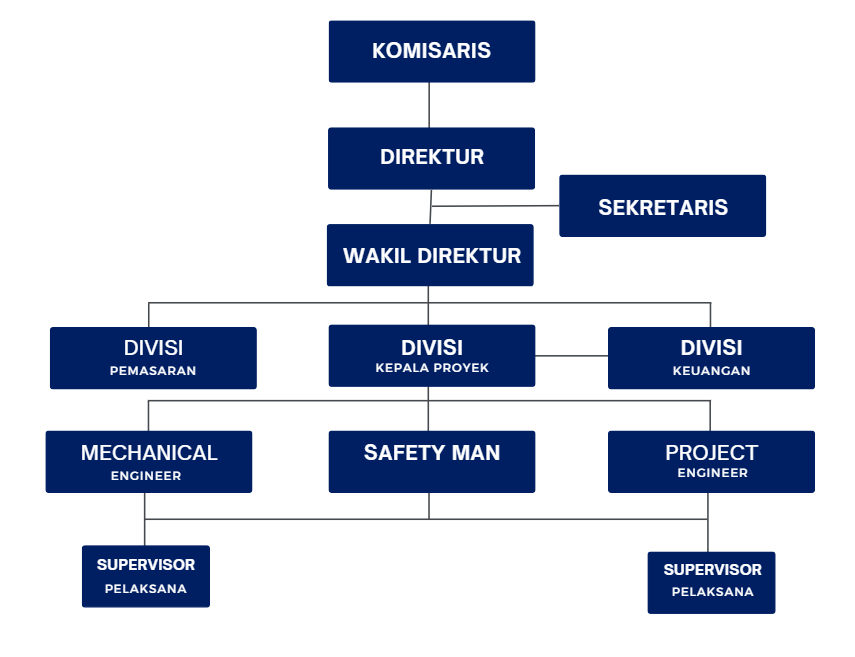 KOMISARIS
DIREKTUR
SEKRETARIS
WAKIL DIREKTUR
DIVISI
PEMASARAN
DIVISI
KEPALA PROYEK
DIVISI
KEUANGAN
MECHANICAL
ENGINEER
SAFETY MAN
PROJECT
ENGINEER
SUPERVISOR
PELAKSANA
SUPERVISOR
PELAKSANA